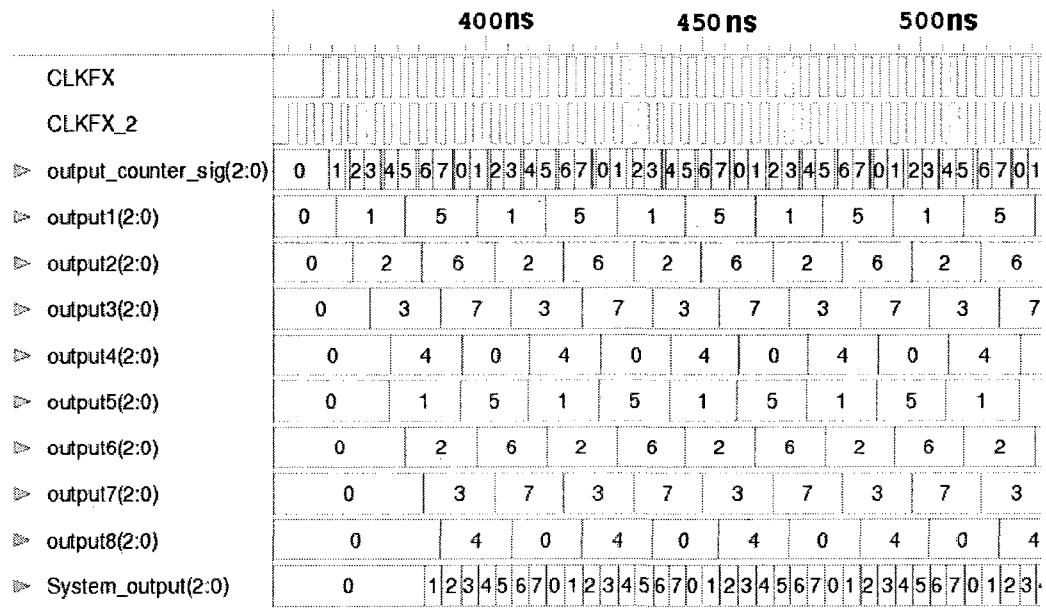 400ns 450ns 500ns
CLKFX
CLKFX_2
output_counter_sig(2:0) 0 1 2 3 4 5 6 7 0 1 2 3 4 5 6 7 0 1 2 3 4 5 6 7 0 1 2 3 4 5 6 7 0 1 2 3 4 5 6 7 0 1
output1(2:0) 0 1 5 1 5 1 5 1 5 1 5
output2(2:0) 0 2 6 2 6 2 6 2 6 2 6
output3(2:0) 0 3 7 3 7 3 7 3 7 3 7
output4(2:0) 0 4 0 4 0 4 0 4 0 4
output5(2:0) 0 1 5 1 5 1 5 1 5 1
output6(2:0) 0 2 6 2 6 2 6 2 6 2
output7(2:0) 0 3 7 3 7 3 7 3 7 3
output8(2:0) 0 4 0 4 0 4 0 4 0 4
System_output(2:0) 0 1 2 3 4 5 6 7 0 1 2 3 4 5 6 7 0 1 2 3 4 5 6 7 0 1 2 3 4 5 6 7 0 1 2 3